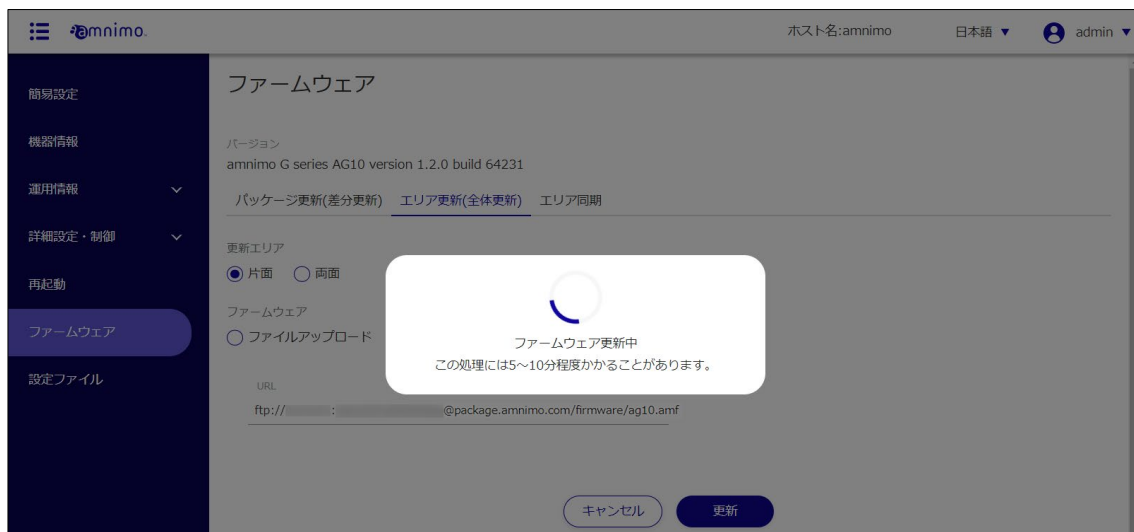 amnimo.
ホスト名:amnimo
日本語 ▼
admin ▼
簡易設定
機器情報
運用情報
詳細設定・制御
再起動
ファームウェア
設定ファイル
ファームウェア
バージョン
amnimo G series AG10 version 1.2.0 build 64231
パッケージ更新(差分更新) エリア更新(全体更新) エリア同期
更新エリア
片面 両面
ファームウェア
ファイルアップロード
URL
ftp:// : @package.amnimo.com/firmware/ag10.amf
ファームウェア更新中
この処理には5～10分程度かかることがあります。
キャンセル 更新